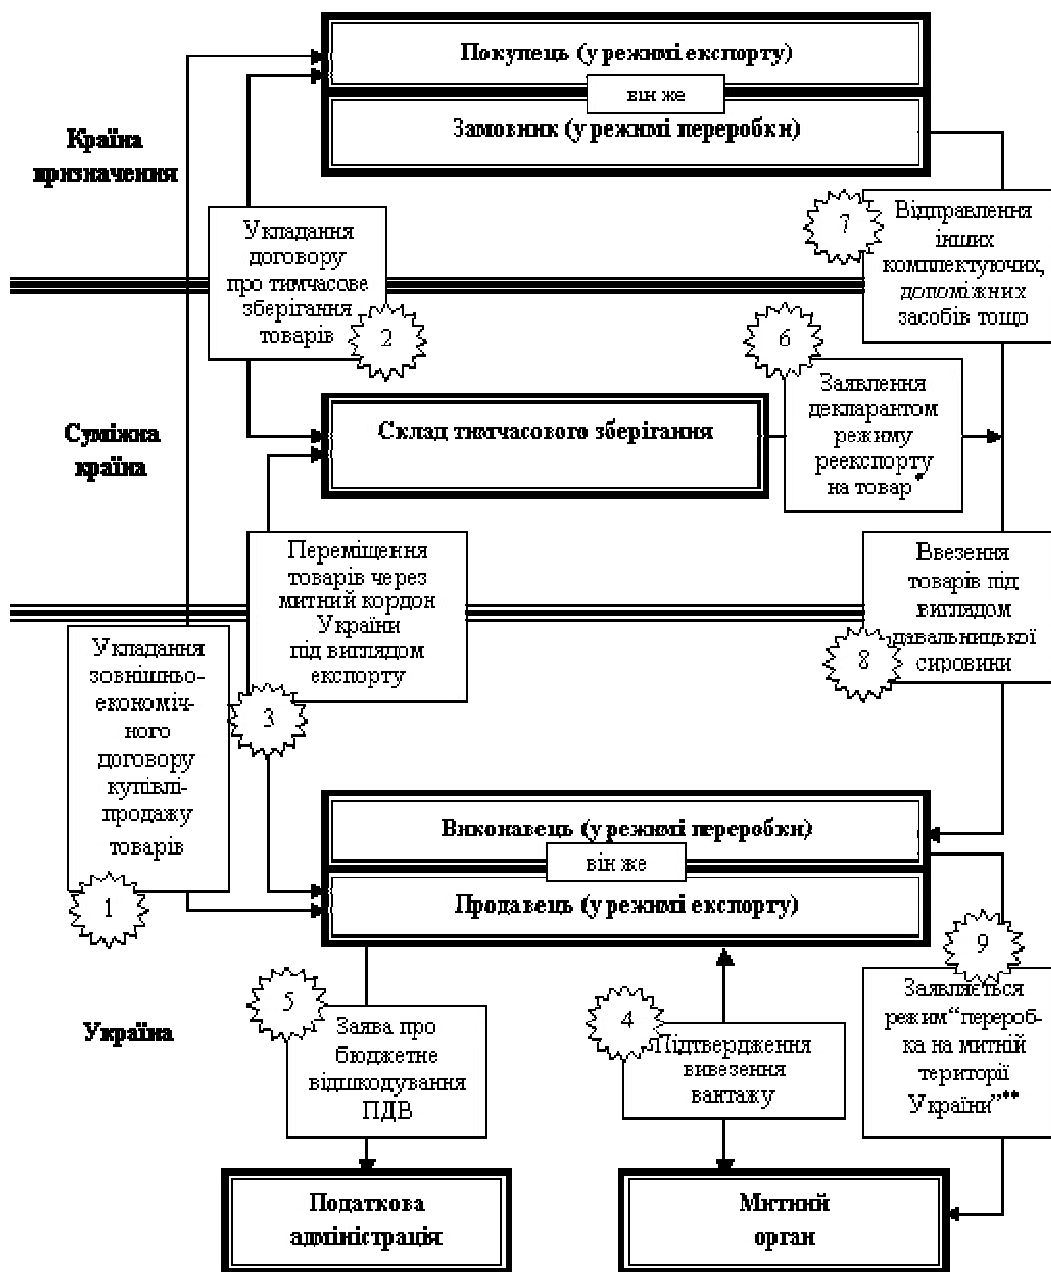 Покупець (у режимі експорту)
він же
Замовник (у режимі переробки)
Країна
призначення
Укладання
договору
про тимчасове
зберігання
товарів
2
7
Відправлення
інших
комплектуючих,
допоміжних
засобів тощо
6
Заявлення
декларантом
режиму
реекспорту
на товар*
Суміжна
країна
Склад тимчасового зберігання
Переміщення
товарів через
митний кордон
України
під виглядом
експорту
3
Ввезення
товарів під
виглядом
давальницької
сировини
8
Укладання
зовнішньо-
економіч-
ного
договору
купівлі-
продажу
товарів
1
Виконавець (у режимі переробки)
він же
Продавець (у режимі експорту)
Україна
5
Заява про
бюджетне
відшкодування
ПДВ
4
Підтвердження
вивезення
вантажу
9
Заявляється
режим “перероб-
ка на митній
території
України”**
Податкова
адміністрація
Митний
орган